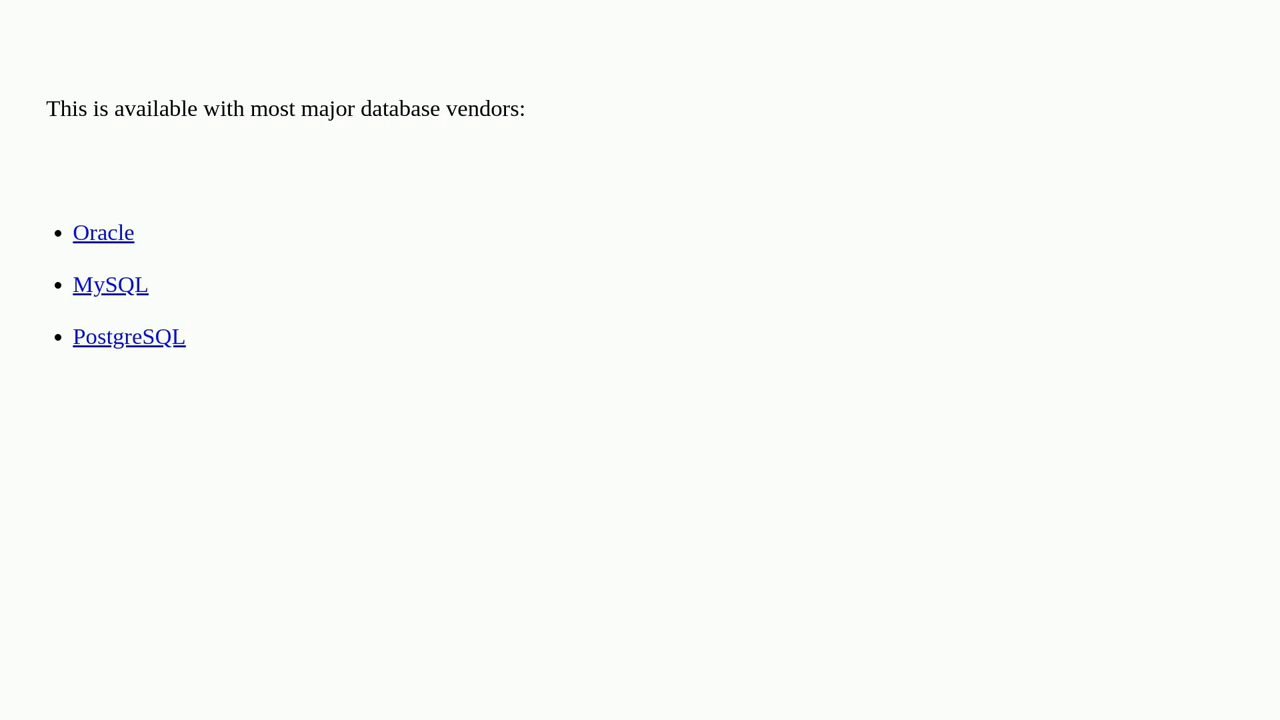 This is available with most major database vendors:
• Oracle
• MySQL
• PostgreSQL